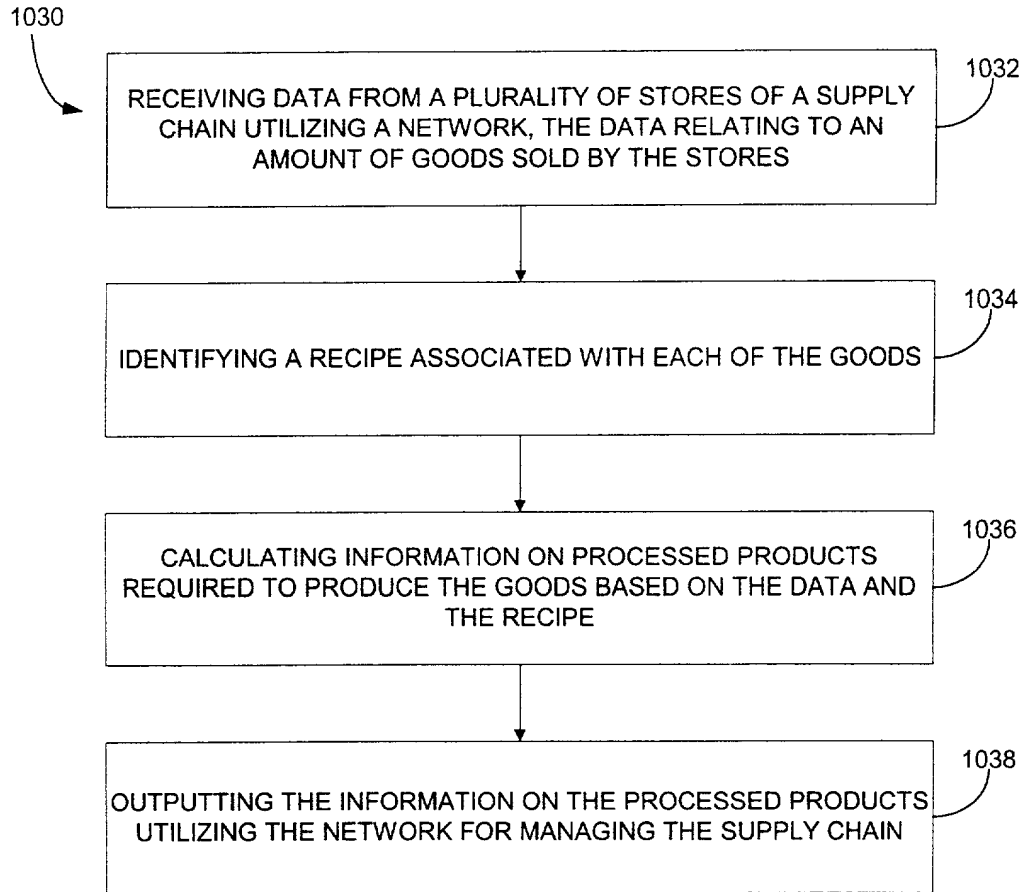 1030
1032
RECEIVING DATA FROM A PLURALITY OF STORES OF A SUPPLY
CHAIN UTILIZING A NETWORK, THE DATA RELATING TO AN
AMOUNT OF GOODS SOLD BY THE STORES
1034
IDENTIFYING A RECIPE ASSOCIATED WITH EACH OF THE GOODS
1036
CALCULATING INFORMATION ON PROCESSED PRODUCTS
REQUIRED TO PRODUCE THE GOODS BASED ON THE DATA AND
THE RECIPE
1038
OUTPUTTING THE INFORMATION ON THE PROCESSED PRODUCTS
UTILIZING THE NETWORK FOR MANAGING THE SUPPLY CHAIN